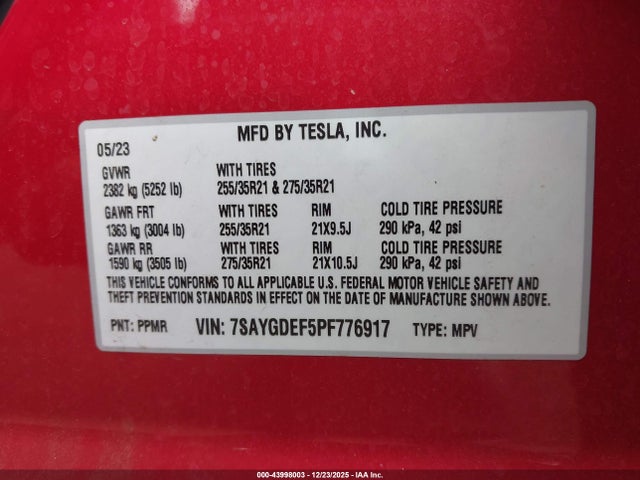 MFD BY TESLA, INC.
05/23
GVWR WITH TIRES
2382 kg (5252 lb) 255/35R21 & 275/35R21
GAWR FRT WITH TIRES RIM COLD TIRE PRESSURE
1363 kg (3004 lb) 255/35R21 21X9.5J 290 kPa, 42 psi
GAWR RR WITH TIRES RIM COLD TIRE PRESSURE
1590 kg (3505 lb) 275/35R21 21X10.5J 290 kPa, 42 psi
THIS VEHICLE CONFORMS TO ALL APPLICABLE U.S. FEDERAL MOTOR VEHICLE SAFETY AND
THEFT PREVENTION STANDARDS IN EFFECT ON THE DATE OF MANUFACTURE SHOWN ABOVE.
PNT: PPMR VIN: 7SAYGDEF5PF776917 TYPE: MPV
000-43998003 - 12/23/2025 - IAA Inc.